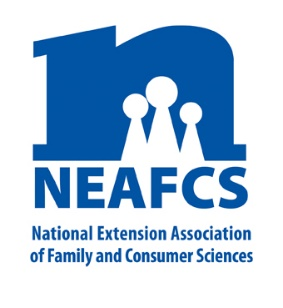 n
NEAFCS
National Extension Association
of Family and Consumer Sciences